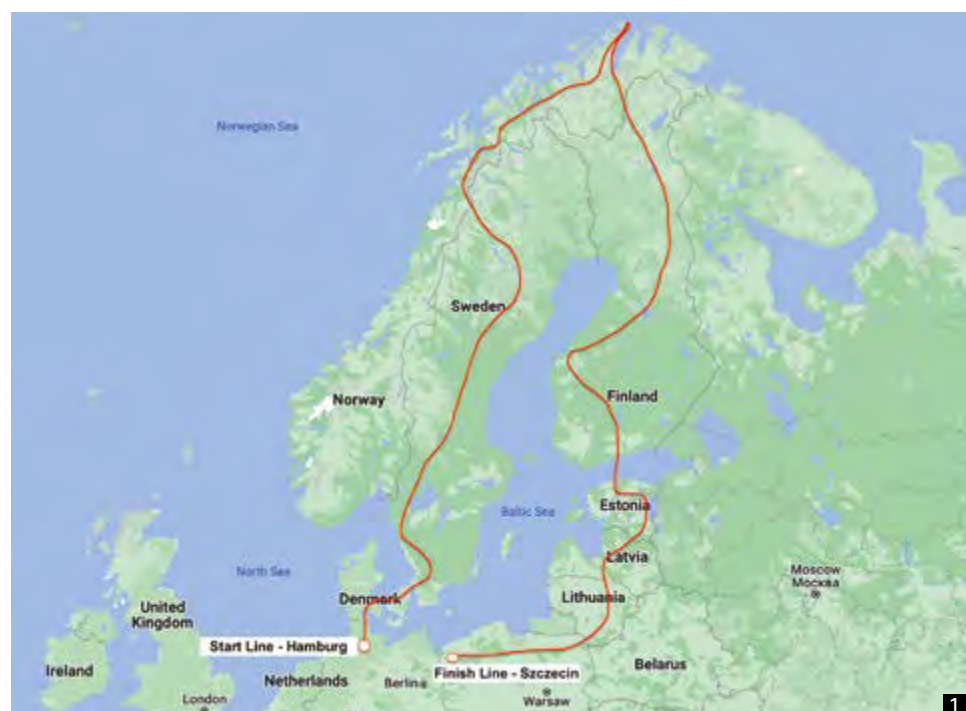 Norwegian Sea
Sweden
Norway
Finland
Baltic Sea
Estonia
North Sea
Latvia
Moscow
Москва
Denmark
Lithuania
United
Kingdom
Start Line - Hamburg
Ireland
Netherlands
Berlin
Finish Line - Szczecin
Belarus
London
Warsaw
1